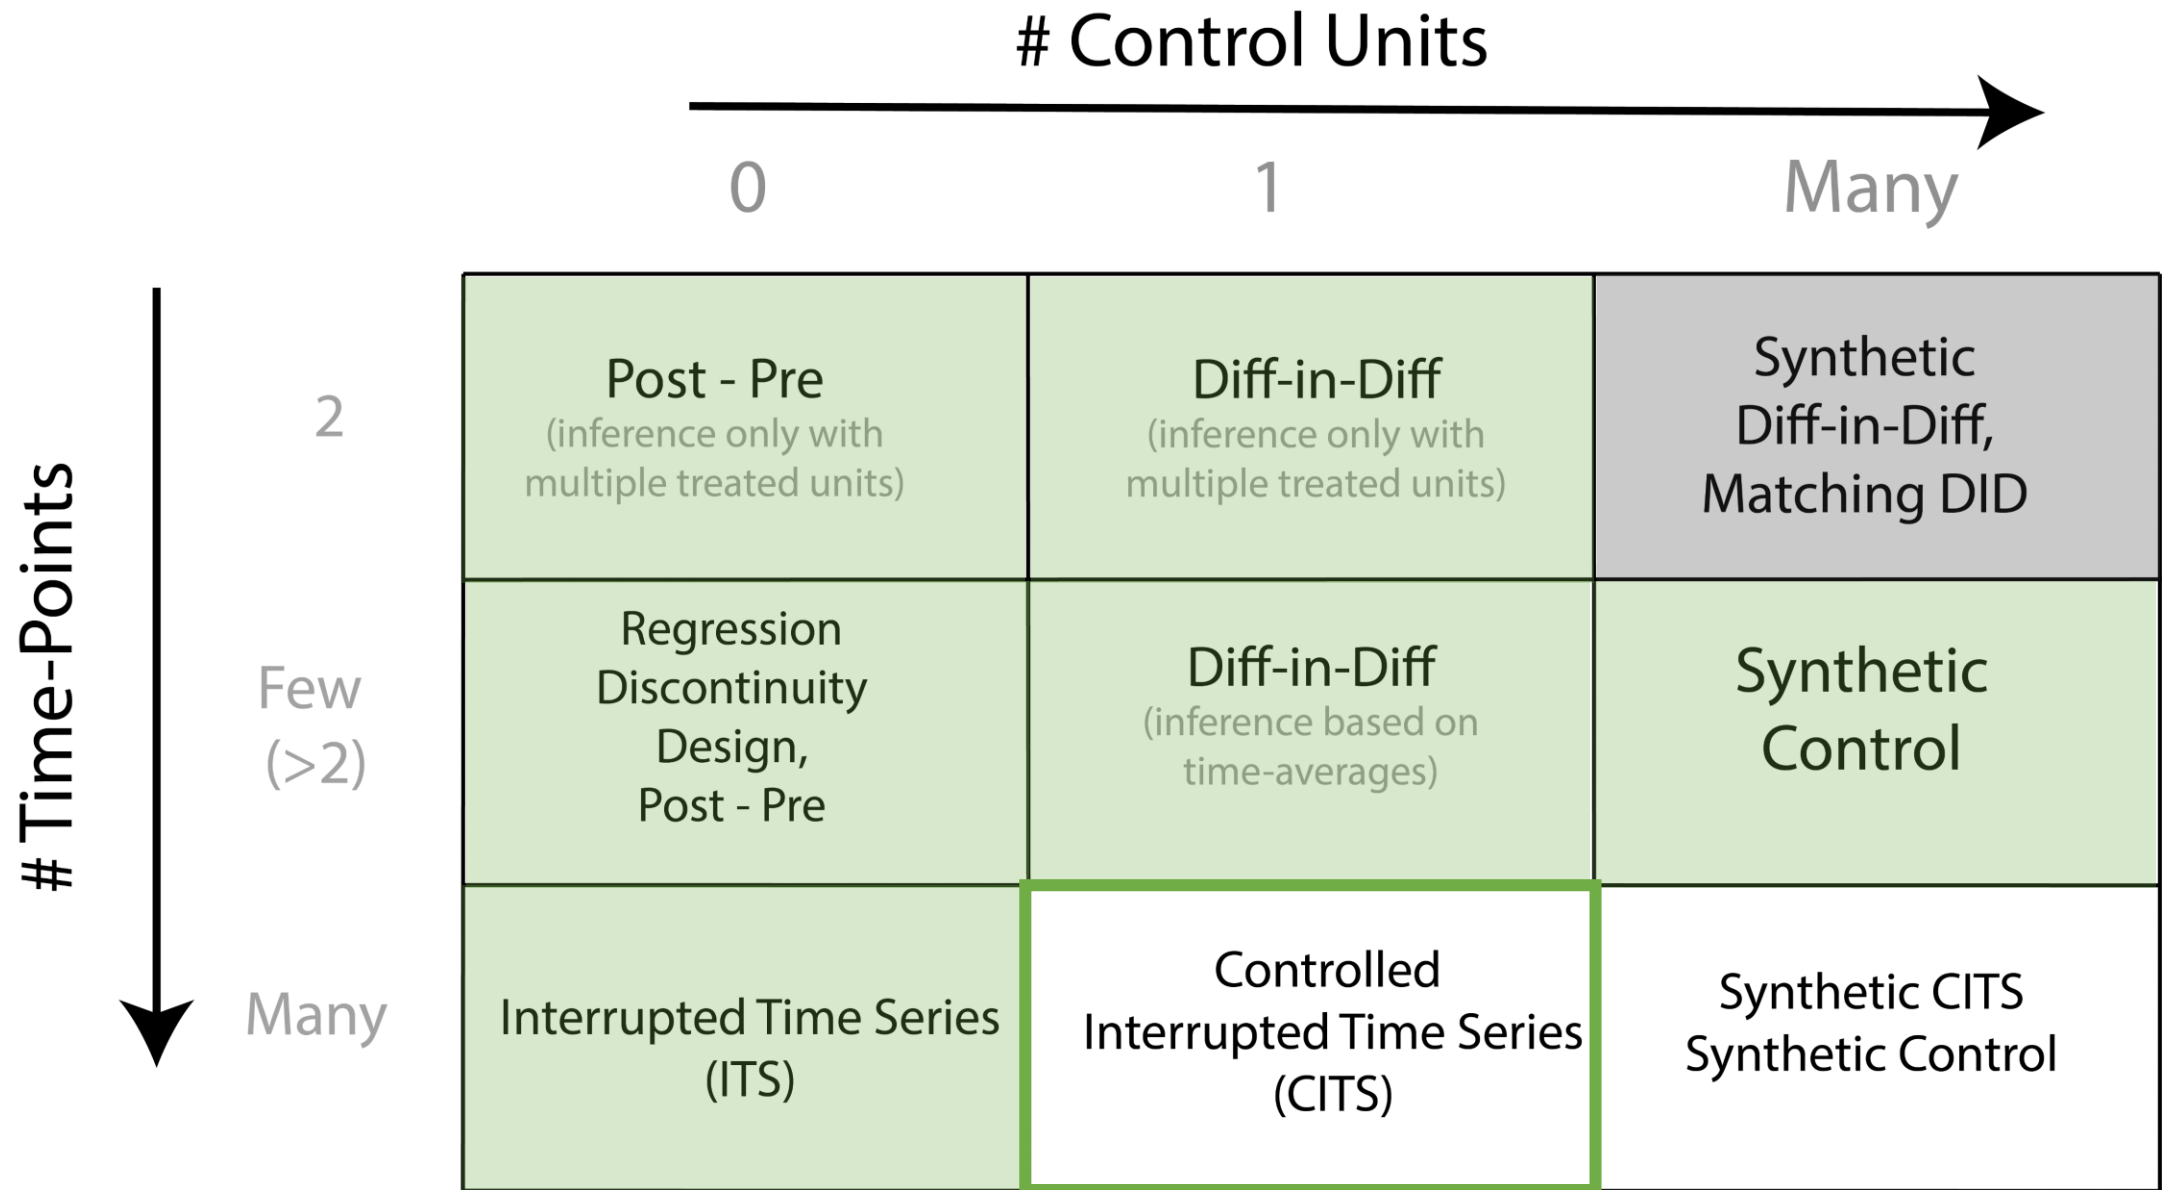 # Control Units
0 1 Many
# Time-Points
2
Post - Pre
(inference only with
multiple treated units)
Diff-in-Diff
(inference only with
multiple treated units)
Synthetic
Diff-in-Diff,
Matching DID
Few
(>2)
Regression
Discontinuity
Design,
Post - Pre
Diff-in-Diff
(inference based on
time-averages)
Synthetic
Control
Many
Interrupted Time Series
(ITS)
Controlled
Interrupted Time Series
(CITS)
Synthetic CITS
Synthetic Control